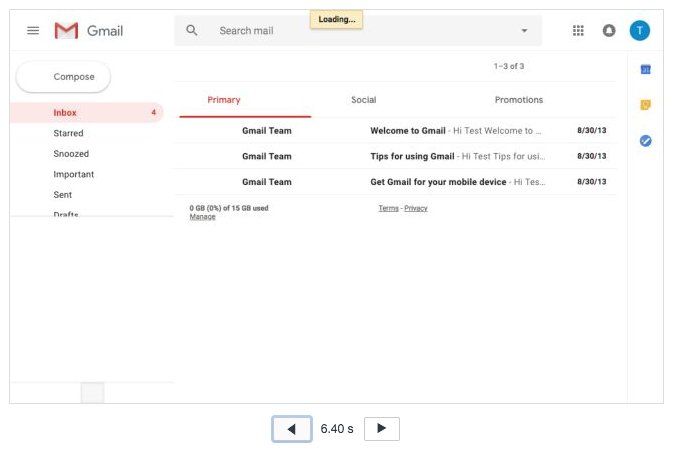 Loading...
Gmail
Search mail
T
Compose
1–3 of 3
Primary Social Promotions
Inbox 4
Starred
Snoozed
Important
Sent
Drafts
Gmail Team Welcome to Gmail - Hi Test Welcome to ... 8/30/13
Gmail Team Tips for using Gmail - Hi Test Tips for usi... 8/30/13
Gmail Team Get Gmail for your mobile device - Hi Tes... 8/30/13
0 GB (0%) of 15 GB used
Manage
Terms - Privacy
6.40 s